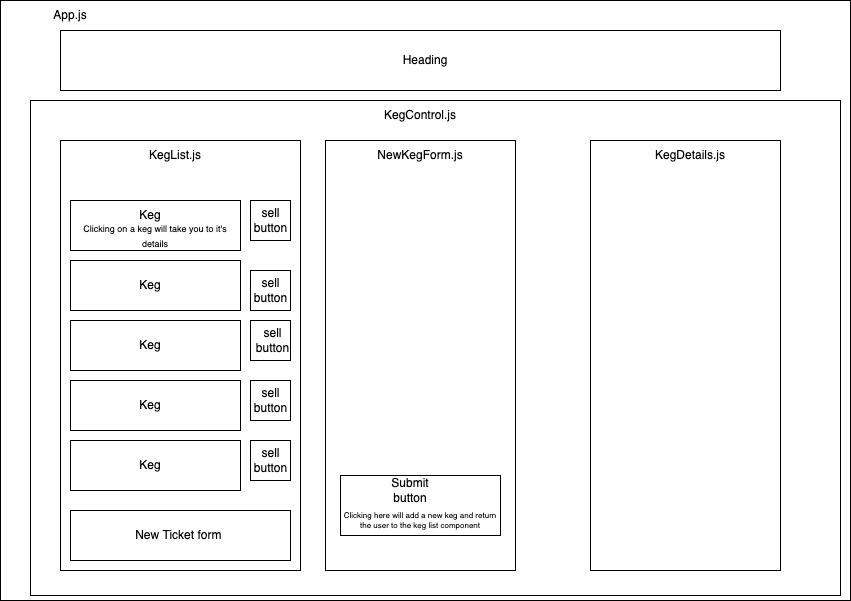 App.js
Heading
KegControl.js
KegList.js
Keg
Clicking on a keg will take you to it's
details
sell
button
Keg
sell
button
Keg
sell
button
Keg
sell
button
Keg
sell
button
New Ticket form
NewKegForm.js
Submit
button
Clicking here will add a new keg and return
the user to the keg list component
KegDetails.js